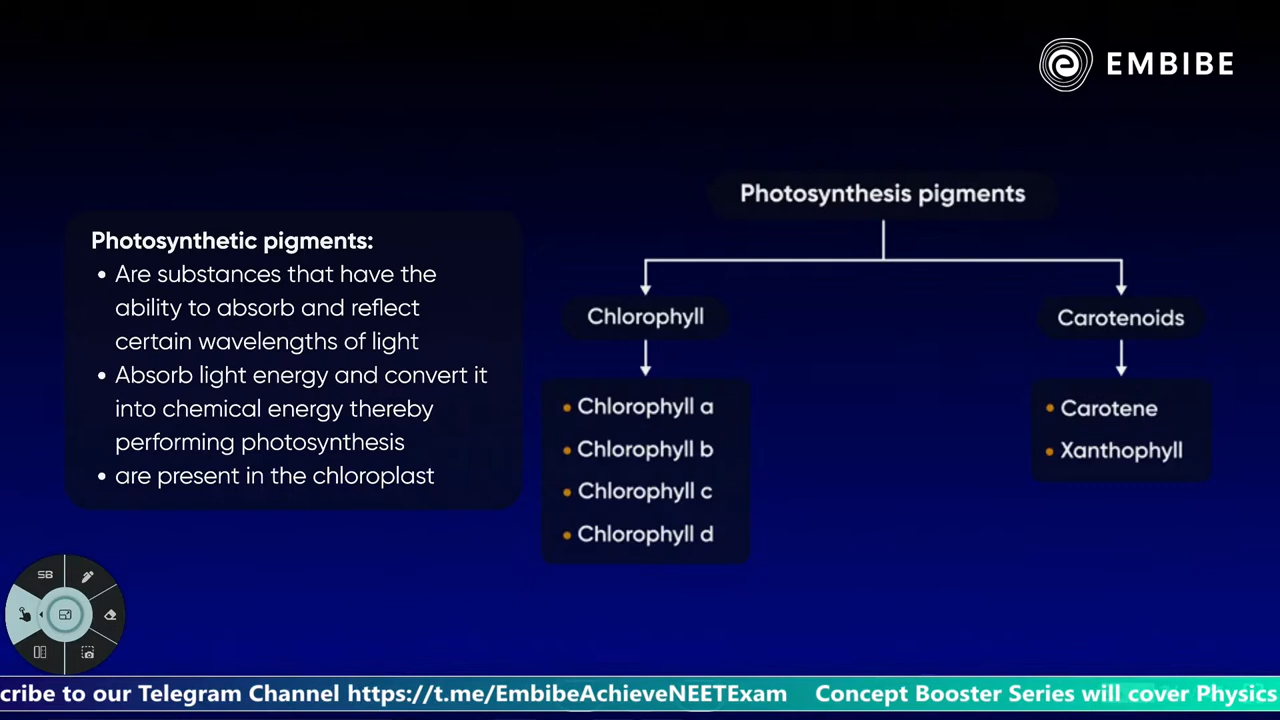 EMBIBE
Photosynthetic pigments:
• Are substances that have the
ability to absorb and reflect
certain wavelengths of light
• Absorb light energy and convert it
into chemical energy thereby
performing photosynthesis
• are present in the chloroplast
Photosynthesis pigments
Chlorophyll
• Chlorophyll a
• Chlorophyll b
• Chlorophyll c
• Chlorophyll d
Carotenoids
• Carotene
• Xanthophyll
SB
cribe to our Telegram Channel https://t.me/EmbibeAchieveNEETExam Concept Booster Series will cover Physics